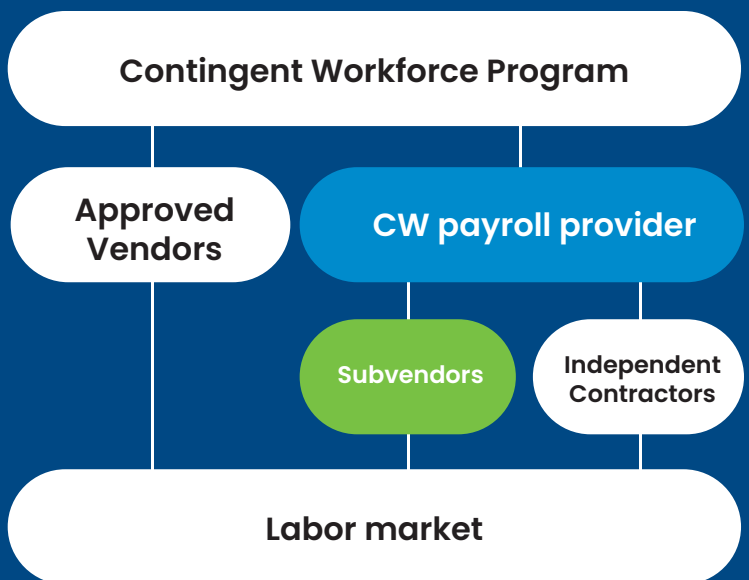 Contingent Workforce Program
Approved
Vendors
CW payroll provider
Subvendors
Independent
Contractors
Labor market